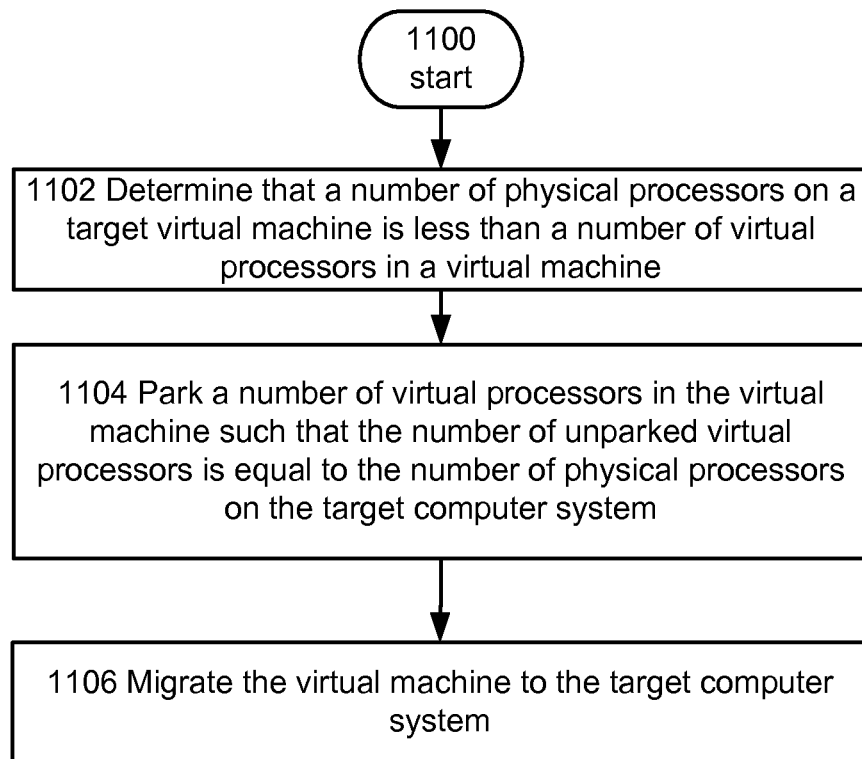 1100
start
1102 Determine that a number of physical processors on a
target virtual machine is less than a number of virtual
processors in a virtual machine
1104 Park a number of virtual processors in the virtual
machine such that the number of unparked virtual
processors is equal to the number of physical processors
on the target computer system
1106 Migrate the virtual machine to the target computer
system